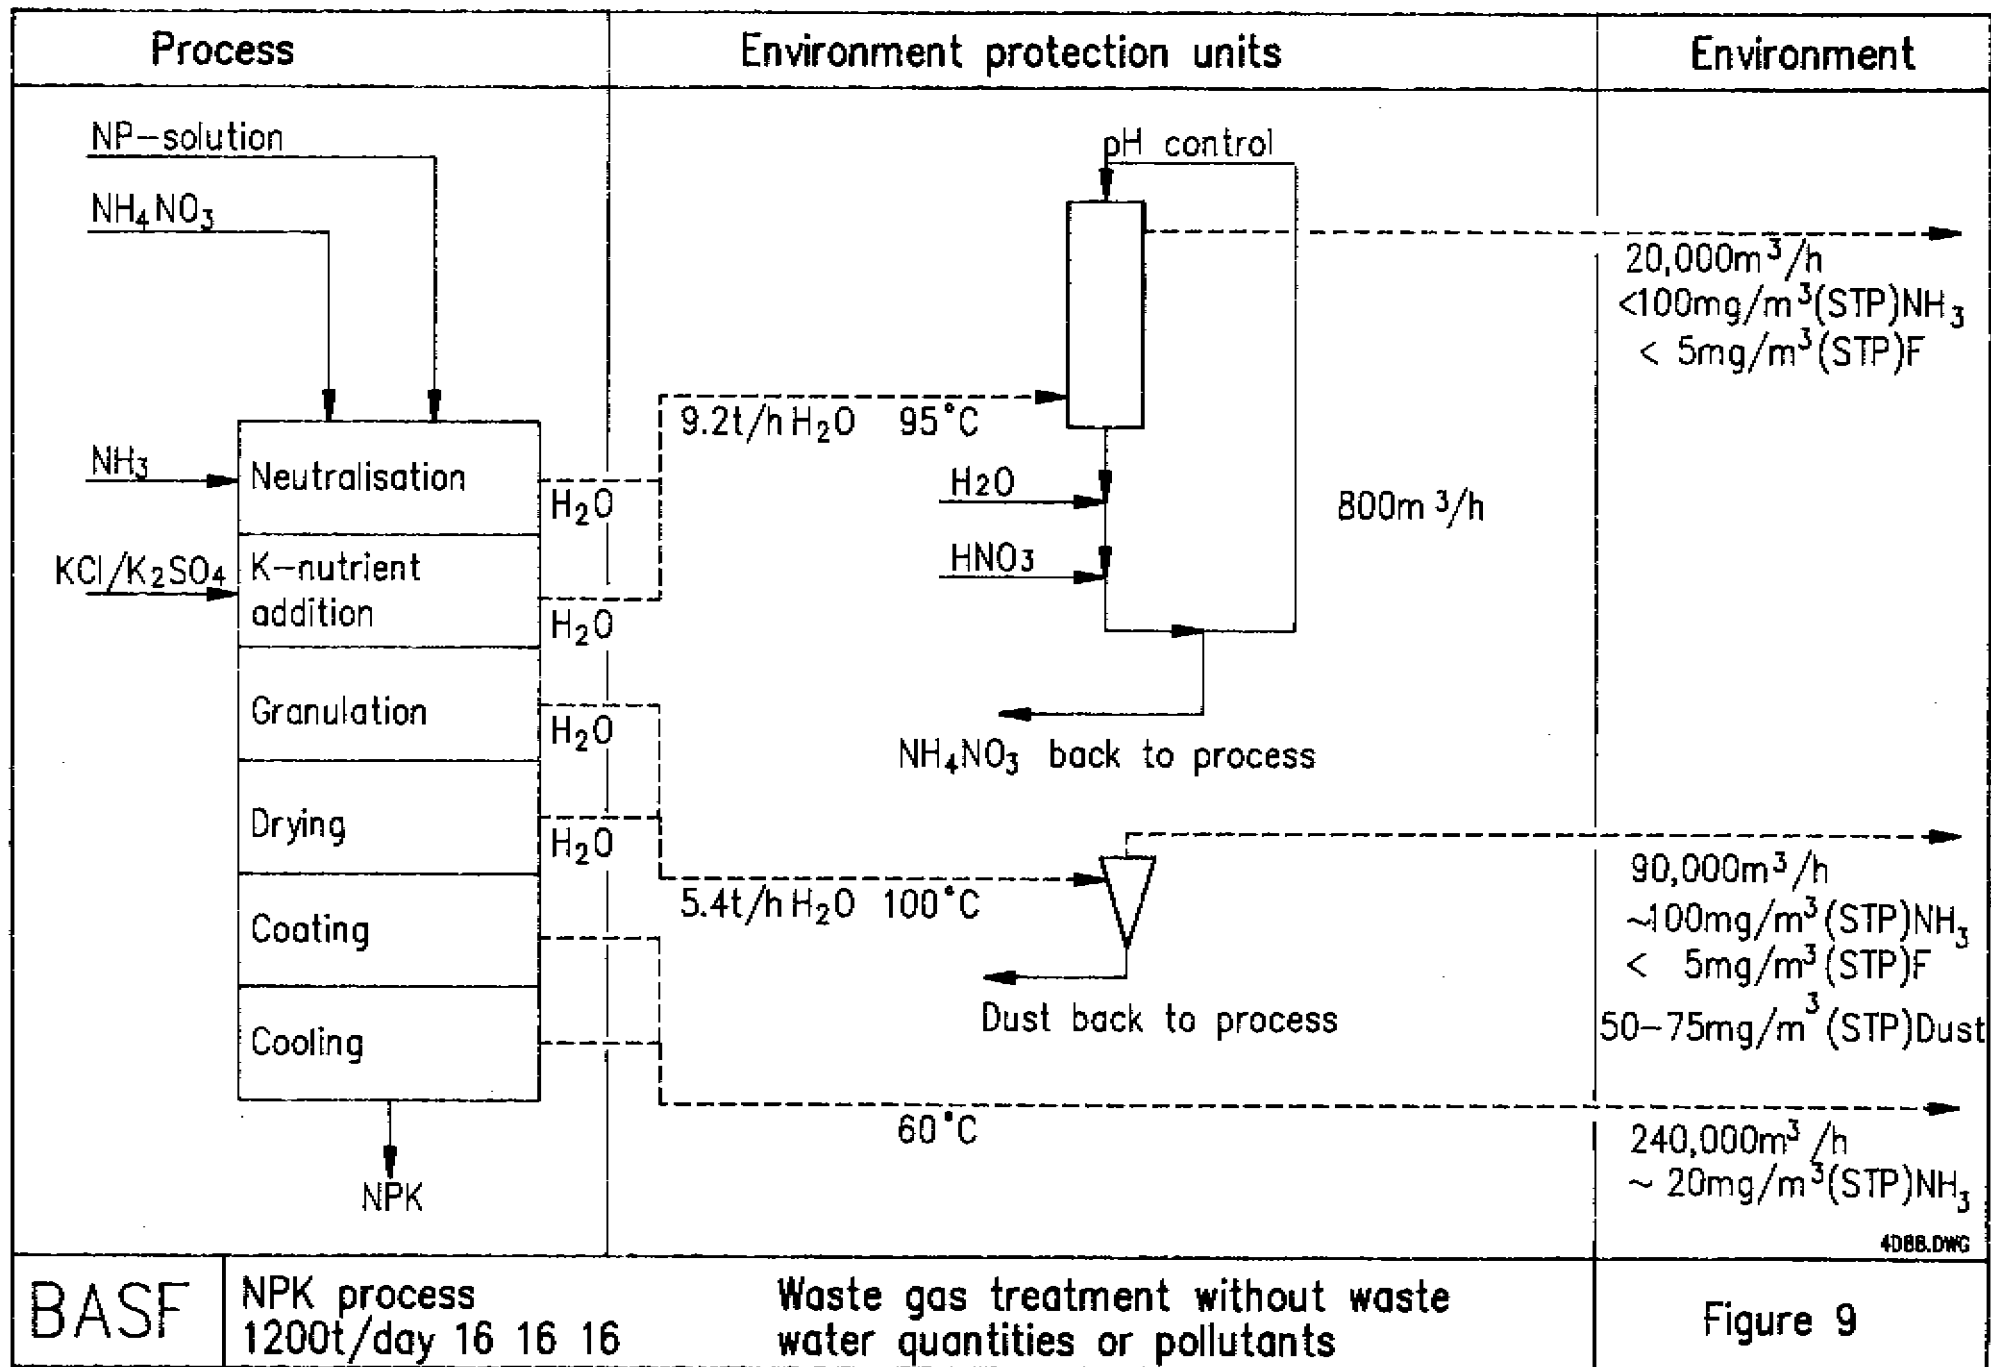 Process
Environment protection units
Environment
NP-solution
NH₄NO₃
NH₃
KCl/K₂SO₄
Neutralisation
K-nutrient
addition
Granulation
Drying
Coating
Cooling
NPK
H₂O
H₂O
H₂O
H₂O
9.2t/h H₂O 95°C
5.4t/h H₂O 100°C
60°C
pH control
H₂O
HNO₃
800m³/h
NH₄NO₃ back to process
Dust back to process
20,000m³/h
<100mg/m³(STP)NH₃
< 5mg/m³(STP)F
90,000m³/h
~100mg/m³(STP)NH₃
< 5mg/m³(STP)F
50-75mg/m³(STP)Dust
240,000m³/h
~ 20mg/m³(STP)NH₃
4DBB.DWG
BASF
NPK process
1200t/day 16 16 16
Waste gas treatment without waste
water quantities or pollutants
Figure 9